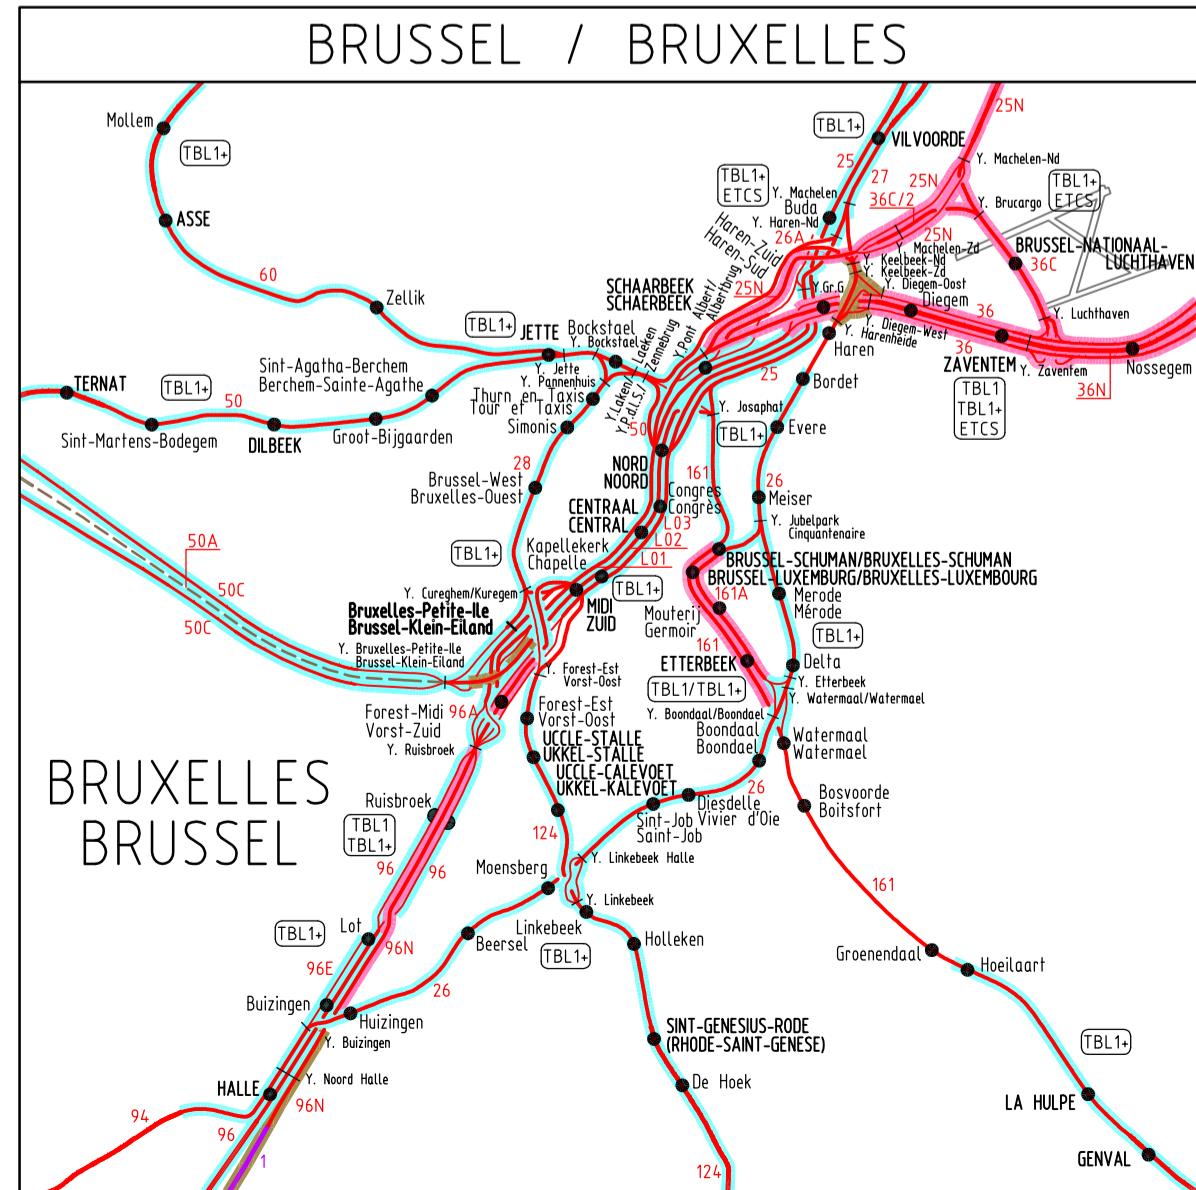 BRUSSEL / BRUXELLES
Mollem
TBL1+
ASSE
60
Zellik
TBL1+
VILVOORDE
25
27
25N
Y. Machelen-Nd
TBL1+
ETCS
Y. Machelen
Buda
Y. Haren-Nd
36C/2
25N
TBL1+
ETCS
Y. Brucargo
26A
25N
Y. Machelen-Zd
BRUSSEL-NATIONAAL-
LUCHTHAVEN
36C
Haren-Zuid
Haren-Sud
Y. Keelbeek-Nd
Y. Keelbeek-Zd
Y. Diegem-Oost
Diegem
Y. Luchthaven
SCHAARBEEK
SCHAERBEEK
25N
Y.Gr.G
Y. Diegem-West
Y. Harenheide
Haren
36
36
ZAVENTEM
Y. Zaventem
Nossegem
36N
TBL1
TBL1+
ETCS
Y.Pont Albert/
Albertbrug
TBL1+
JETTE
Bockstael
Y. Bockstael
Y. Jette
Y. Pannenhuis
Thurn en Taxis
Tour et Taxis
Simonis
Y.Laken/Laeken
Y.P.d.l.S./Zennebrug
50
25
Bordet
Y. Josaphat
TBL1+
Evere
Sint-Agatha-Berchem
Berchem-Sainte-Agathe
TERNAT
TBL1+
50
Sint-Martens-Bodegem
DILBEEK
Groot-Bijgaarden
28
Brussel-West
Bruxelles-Ouest
NORD
NOORD
161
26
Meiser
CENTRAAL
CENTRAL
Congres
Congrès
L03
L02
L01
Y. Jubelpark
Cinquantenaire
50A
50C
50C
TBL1+
Kapellekerk
Chapelle
TBL1+
BRUSSEL-SCHUMAN/BRUXELLES-SCHUMAN
BRUSSEL-LUXEMBURG/BRUXELLES-LUXEMBOURG
161A
Merode
Mérode
Y. Cureghem/Kuregem
MIDI
ZUID
Bruxelles-Petite-Ile
Brussel-Klein-Eiland
Mouterij
Germoir
161
TBL1+
Y. Bruxelles-Petite-Ile
Brussel-Klein-Eiland
ETTERBEEK
TBL1/TBL1+
Delta
Y. Etterbeek
Y. Watermaal/Watermael
Y. Forest-Est
Vorst-Oost
Forest-Midi
Vorst-Zuid
96A
Y. Ruisbroek
Forest-Est
Vorst-Oost
Y. Boondaal/Boondael
Boondaal
Boondael
Watermaal
Watermael
UCCLE-STALLE
UKKEL-STALLE
UCCLE-CALEVOET
UKKEL-KALEVOET
26
Diesdelle
Vivier d'Oie
Bosvoorde
Boitsfort
BRUXELLES
BRUSSEL
Ruisbroek
TBL1
TBL1+
96
96
124
Sint-Job
Saint-Job
Moensberg
Y. Linkebeek Halle
Y. Linkebeek
161
Lot
TBL1+
96N
96E
Beersel
Linkebeek
TBL1+
Holleken
Groenendaal
Hoeilaart
Buizingen
26
Huizingen
Y. Buizingen
SINT-GENESIUS-RODE
(RHODE-SAINT-GENESE)
TBL1+
HALLE
Y. Noord Halle
96N
De Hoek
94
96
1
LA HULPE
GENVAL
124